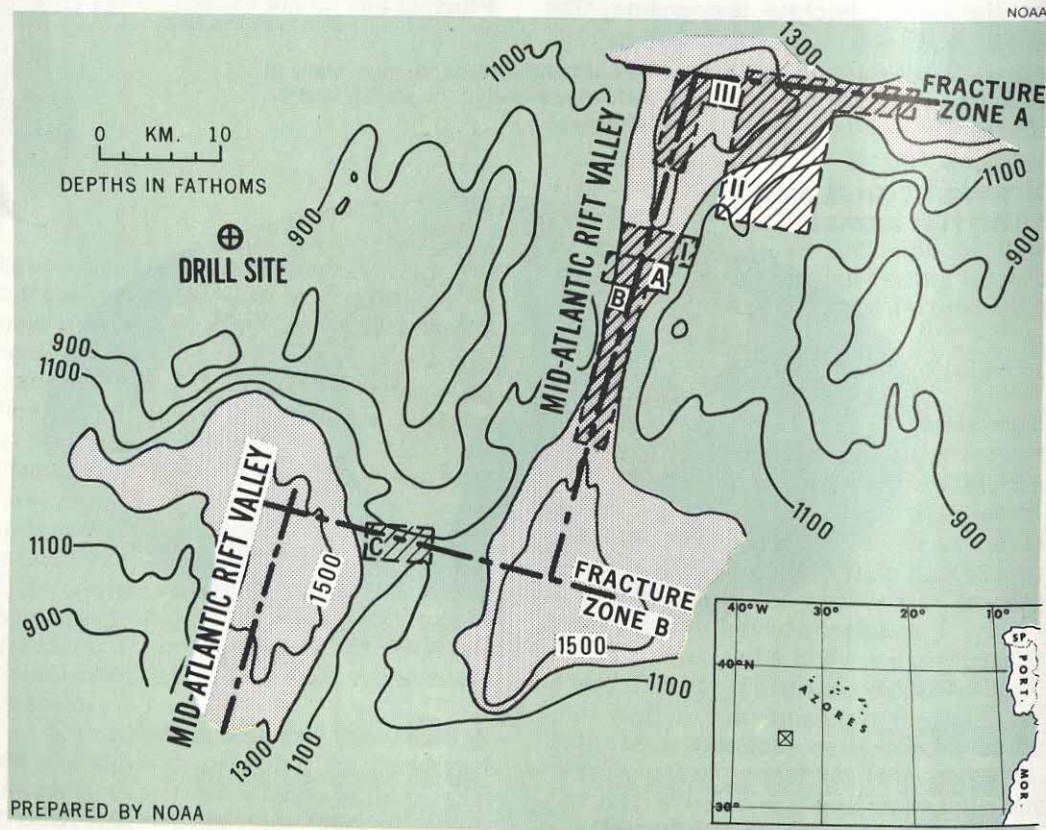 NOAA
1300
1100
FRACTURE
ZONE A
III
0 KM. 10
DEPTHS IN FATHOMS
DRILL SITE
900
II
1100
900
MID-ATLANTIC RIFT VALLEY
I
A
B
900
1100
1100
900
MID-ATLANTIC RIFT VALLEY
1100
C
1500
FRACTURE
ZONE B
900
1500
1100
1300
1100
40°W 30° 20° 10°
40°N
AZORES
SP.
PORT.
MOR.
30°
PREPARED BY NOAA